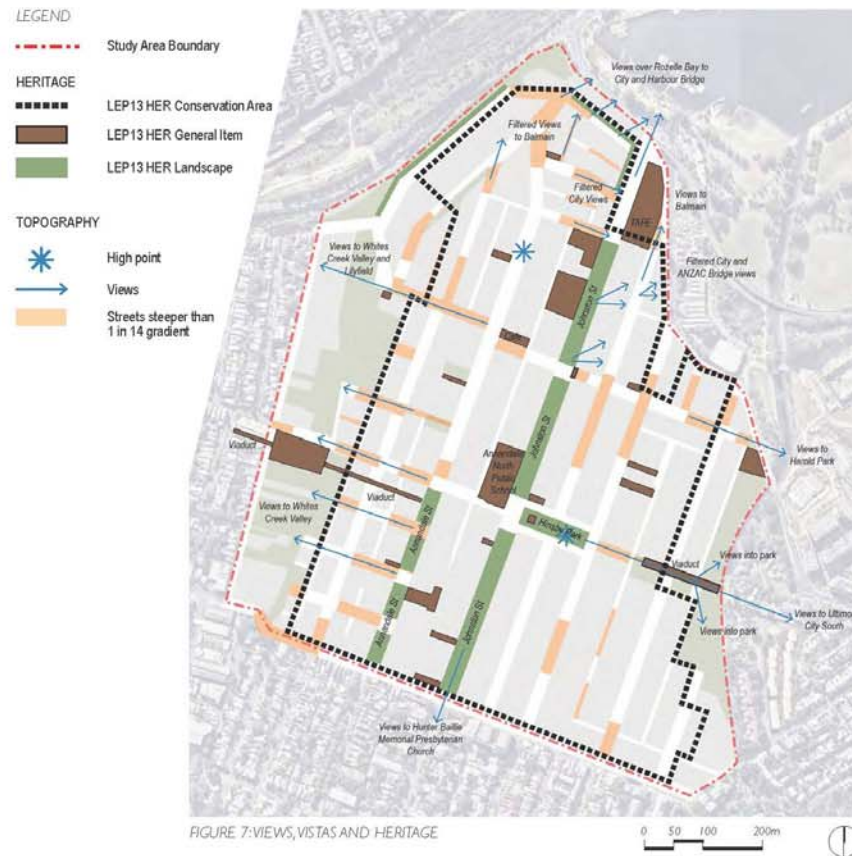 LEGEND
Study Area Boundary
HERITAGE
LEP13 HER Conservation Area
LEP13 HER General Item
LEP13 HER Landscape
TOPOGRAPHY
High point
Views
Streets steeper than
1 in 14 gradient
Views over Rozelle Bay to
City and Harbour Bridge
Filtered Views
to Balmain
Filtered
City Views
TAFE
Views to
Balmain
Views to Whites
Creek Valley and
Lilyfield
Filtered City and
ANZAC Bridge views
Johnston St
Johnston St
Views to
Harold Park
Annandale
North
Public
School
Viaduct
Viaduct
Views to Whites
Creek Valley
Annandale St
Hinsby Park
Viaduct
Views into park
Views into park
Views to Ultimo
City South
Annandale St
Johnston St
Views to Hunter Baillie
Memorial Presbyterian
Church
FIGURE 7: VIEWS, VISTAS AND HERITAGE
0 50 100 200m